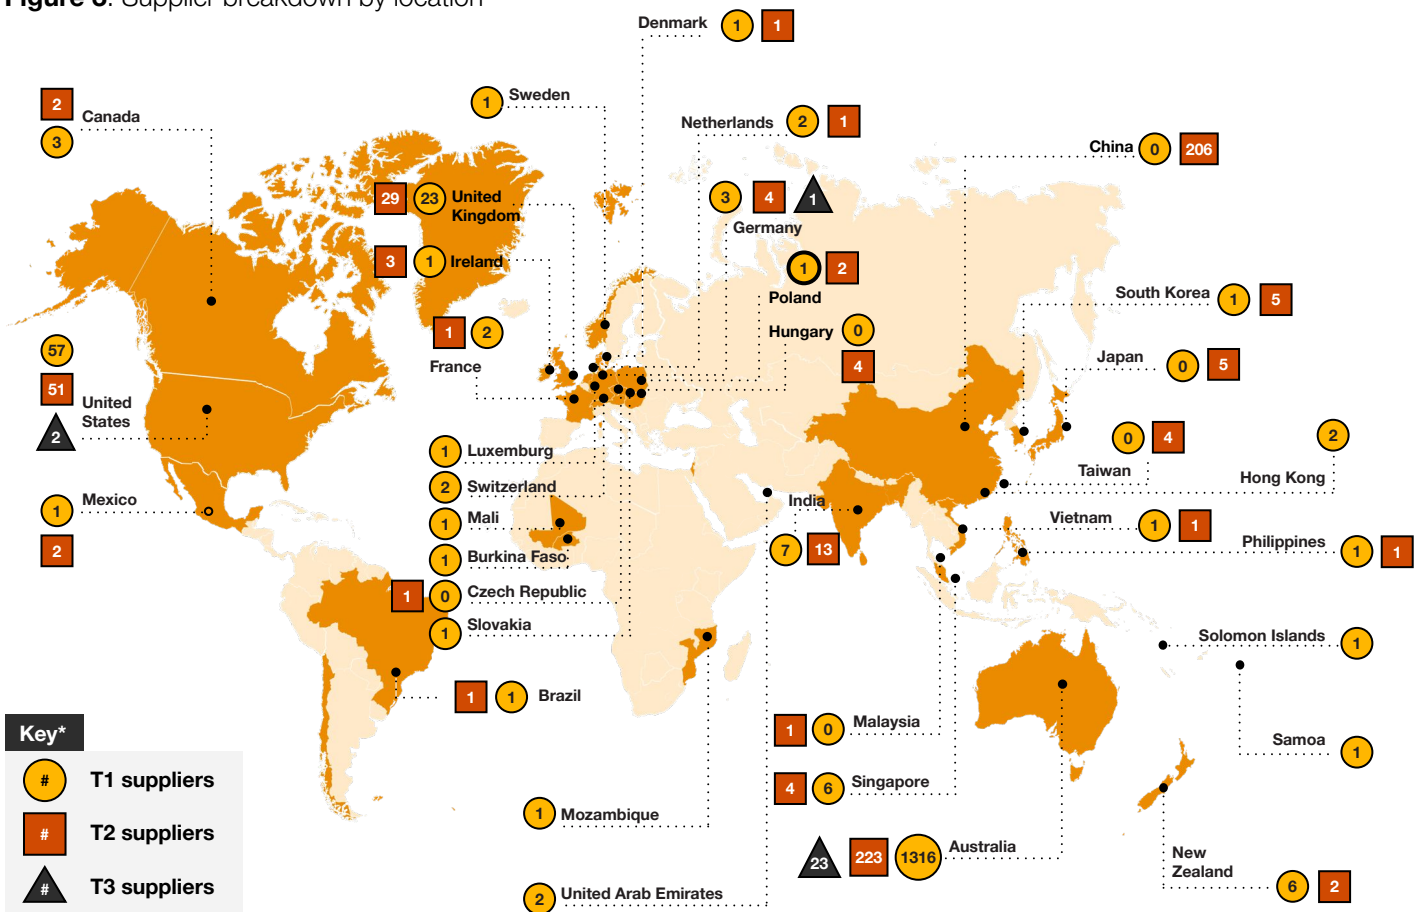 Figure 6: Supplier breakdown by location
Denmark 1 1
2
Canada
3
1 Sweden
Netherlands 2 1
China 0 206
29 23 United
Kingdom
3 4 1
Germany
3 1 Ireland
1 2
Poland
South Korea 1 5
1 2
France
Hungary 0
4
Japan 0 5
57
51
United
States
2
0 4
Taiwan
2
Hong Kong
1 Luxemburg
2 Switzerland
1 Mali
1 Burkina Faso
1 0 Czech Republic
1 Slovakia
Mexico
1
2
India
7 13
Vietnam 1 1
Philippines 1 1
Solomon Islands 1
Samoa 1
1 1 Brazil
1 0 Malaysia
4 6 Singapore
1 Mozambique
23 223 1316 Australia
New
Zealand
6 2
2 United Arab Emirates
Key*
# T1 suppliers
# T2 suppliers
# T3 suppliers